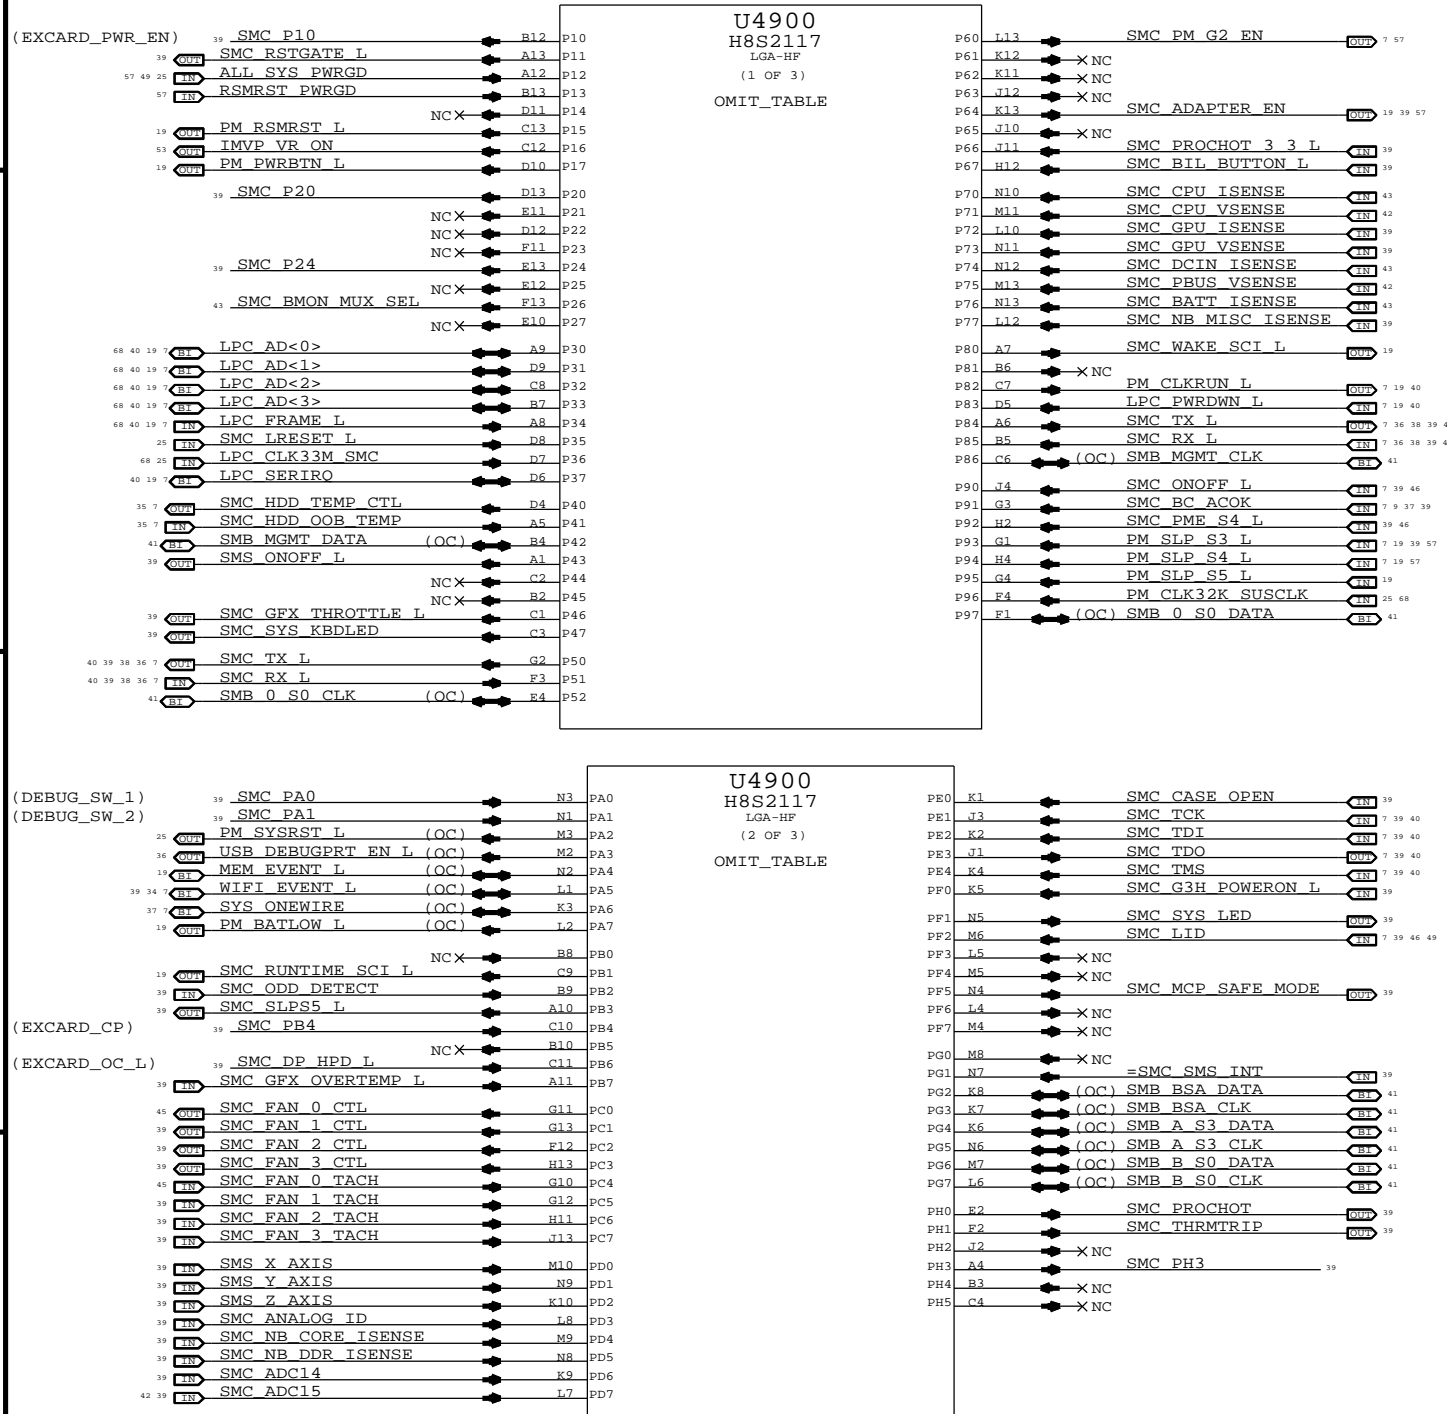 U4900
H8S2117
LGA-HF
(1 OF 3)
OMIT_TABLE
(EXCARD_PWR_EN) 39 SMC_P10 B12 P10
39 OUT SMC_RSTGATE_L A13 P11
57 49 25 IN ALL_SYS_PWRGD A12 P12
57 IN RSMRST_PWRGD B13 P13
NC D11 P14
19 OUT PM_RSMRST_L C13 P15
53 OUT IMVP_VR_ON C12 P16
19 OUT PM_PWRBTN_L D10 P17
39 SMC_P20 D13 P20
NC E11 P21
NC D12 P22
NC F11 P23
39 SMC_P24 E13 P24
NC E12 P25
43 SMC_BMON_MUX_SEL F13 P26
NC E10 P27
68 40 19 7 BI LPC_AD<0> A9 P30
68 40 19 7 BI LPC_AD<1> D9 P31
68 40 19 7 BI LPC_AD<2> C8 P32
68 40 19 7 BI LPC_AD<3> B7 P33
68 40 19 7 IN LPC_FRAME_L A8 P34
25 IN SMC_LRESET_L D8 P35
68 25 IN LPC_CLK33M_SMC D7 P36
40 19 7 BI LPC_SERIRQ D6 P37
35 7 OUT SMC_HDD_TEMP_CTL D4 P40
35 7 IN SMC_HDD_OOB_TEMP A5 P41
41 BI SMB_MGMT_DATA (OC) B4 P42
39 OUT SMS_ONOFF_L A1 P43
NC C2 P44
NC B2 P45
39 OUT SMC_GFX_THROTTLE_L C1 P46
39 OUT SMC_SYS_KBDLED C3 P47
40 39 38 36 7 OUT SMC_TX_L G2 P50
40 39 38 36 7 IN SMC_RX_L F3 P51
41 BI SMB_0_S0_CLK (OC) E4 P52
P60 L13 SMC_PM_G2_EN OUT 7 57
P61 K12 NC
P62 K11 NC
P63 J12 NC
P64 K13 SMC_ADAPTER_EN OUT 19 39 57
P65 J10 NC
P66 J11 SMC_PROCHOT_3_3_L IN 39
P67 H12 SMC_BIL_BUTTON_L IN 39
P70 N10 SMC_CPU_ISENSE IN 43
P71 M11 SMC_CPU_VSENSE IN 42
P72 L10 SMC_GPU_ISENSE IN 39
P73 N11 SMC_GPU_VSENSE IN 39
P74 N12 SMC_DCIN_ISENSE IN 43
P75 M13 SMC_PBUS_VSENSE IN 42
P76 N13 SMC_BATT_ISENSE IN 43
P77 L12 SMC_NB_MISC_ISENSE IN 39
P80 A7 SMC_WAKE_SCI_L OUT 19
P81 B6 NC
P82 C7 PM_CLKRUN_L OUT 7 19 40
P83 D5 LPC_PWRDWN_L IN 7 19 40
P84 A6 SMC_TX_L OUT 7 36 38 39 4
P85 B5 SMC_RX_L IN 7 36 38 39 4
P86 C6 (OC) SMB_MGMT_CLK BI 41
P90 J4 SMC_ONOFF_L IN 7 39 46
P91 G3 SMC_BC_ACOK IN 7 9 37 39
P92 H2 SMC_PME_S4_L IN 39 46
P93 G1 PM_SLP_S3_L IN 7 19 39 57
P94 H4 PM_SLP_S4_L IN 7 19 57
P95 G4 PM_SLP_S5_L IN 19
P96 F4 PM_CLK32K_SUSCLK IN 25 68
P97 F1 (OC) SMB_0_S0_DATA BI 41
U4900
H8S2117
LGA-HF
(2 OF 3)
OMIT_TABLE
(DEBUG_SW_1) 39 SMC_PA0 N3 PA0
(DEBUG_SW_2) 39 SMC_PA1 N1 PA1
25 OUT PM_SYSRST_L (OC) M3 PA2
36 OUT USB_DEBUGPRT_EN_L (OC) M2 PA3
19 BI MEM_EVENT_L (OC) N2 PA4
39 34 7 BI WIFI_EVENT_L (OC) L1 PA5
37 7 BI SYS_ONEWIRE (OC) K3 PA6
19 OUT PM_BATLOW_L (OC) L2 PA7
NC B8 PB0
19 OUT SMC_RUNTIME_SCI_L C9 PB1
39 IN SMC_ODD_DETECT B9 PB2
39 OUT SMC_SLPS5_L A10 PB3
(EXCARD_CP) 39 SMC_PB4 C10 PB4
NC B10 PB5
(EXCARD_OC_L) 39 SMC_DP_HPD_L C11 PB6
39 IN SMC_GFX_OVERTEMP_L A11 PB7
45 OUT SMC_FAN_0_CTL G11 PC0
39 OUT SMC_FAN_1_CTL G13 PC1
39 OUT SMC_FAN_2_CTL F12 PC2
39 OUT SMC_FAN_3_CTL H13 PC3
45 IN SMC_FAN_0_TACH G10 PC4
39 IN SMC_FAN_1_TACH G12 PC5
39 IN SMC_FAN_2_TACH H11 PC6
39 IN SMC_FAN_3_TACH J13 PC7
39 IN SMS_X_AXIS M10 PD0
39 IN SMS_Y_AXIS N9 PD1
39 IN SMS_Z_AXIS K10 PD2
39 IN SMC_ANALOG_ID L8 PD3
39 IN SMC_NB_CORE_ISENSE M9 PD4
39 IN SMC_NB_DDR_ISENSE N8 PD5
39 IN SMC_ADC14 K9 PD6
42 39 IN SMC_ADC15 L7 PD7
PE0 K1 SMC_CASE_OPEN IN 39
PE1 J3 SMC_TCK IN 7 39 40
PE2 K2 SMC_TDI IN 7 39 40
PE3 J1 SMC_TDO OUT 7 39 40
PE4 K4 SMC_TMS IN 7 39 40
PF0 K5 SMC_G3H_POWERON_L IN 39
PF1 N5 SMC_SYS_LED OUT 39
PF2 M6 SMC_LID IN 7 39 46 49
PF3 L5 NC
PF4 M5 NC
PF5 N4 SMC_MCP_SAFE_MODE OUT 39
PF6 L4 NC
PF7 M4 NC
PG0 M8 NC
PG1 N7 =SMC_SMS_INT IN 39
PG2 K8 (OC) SMB_BSA_DATA BI 41
PG3 K7 (OC) SMB_BSA_CLK BI 41
PG4 K6 (OC) SMB_A_S3_DATA BI 41
PG5 N6 (OC) SMB_A_S3_CLK BI 41
PG6 M7 (OC) SMB_B_S0_DATA BI 41
PG7 L6 (OC) SMB_B_S0_CLK BI 41
PH0 E2 SMC_PROCHOT OUT 39
PH1 F2 SMC_THRMTRIP OUT 39
PH2 J2 NC
PH3 A4 SMC_PH3 39
PH4 B3 NC
PH5 C4 NC